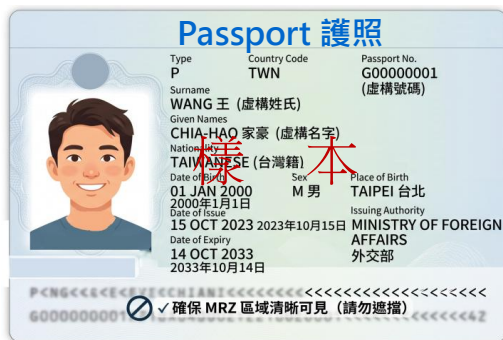 Passport 護照
Type Country Code Passport No.
P TWN G00000001
(虛構號碼)
Surname
WANG 王 (虛構姓氏)
Given Names
CHIA-HAO 家豪 (虛構名字)
Nationality
TAIWANESE (台灣籍)
樣本
Date of Birth Sex Place of Birth
01 JAN 2000 M 男 TAIPEI 台北
2000年1月1日
Date of Issue Issuing Authority
15 OCT 2023 2023年10月15日 MINISTRY OF FOREIGN
Date of Expiry AFFAIRS
14 OCT 2033 外交部
2033年10月14日
✓確保 MRZ 區域清晰可見（請勿遮擋）